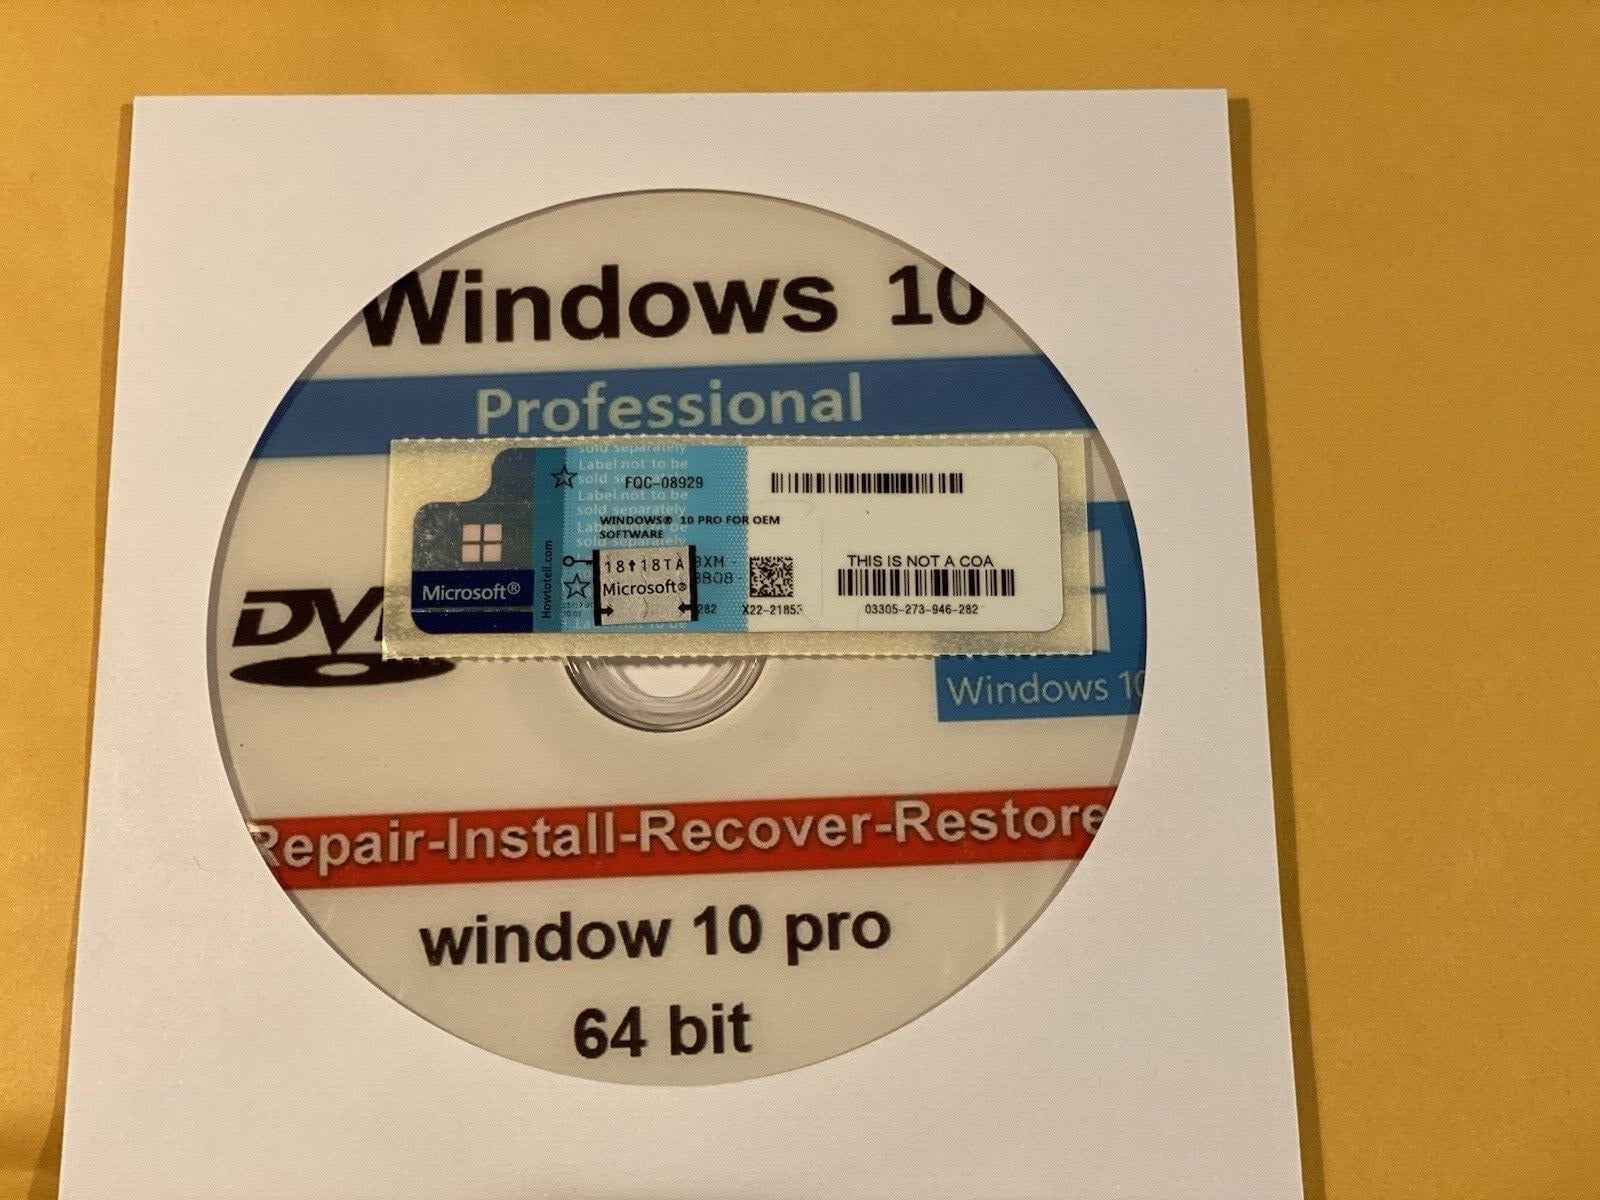 Windows 10
Professional
sold separately
Label not to be
sold separately
Label not to be
sold separately
FQC-08929
WINDOWS® 10 PRO FOR OEM
SOFTWARE
18↑18TA
Microsoft®
Howtotell.com
Microsoft®
282
X22-21853
THIS IS NOT A COA
03305-273-946-282
DVD
Windows 10
Repair-Install-Recover-Restore
window 10 pro
64 bit